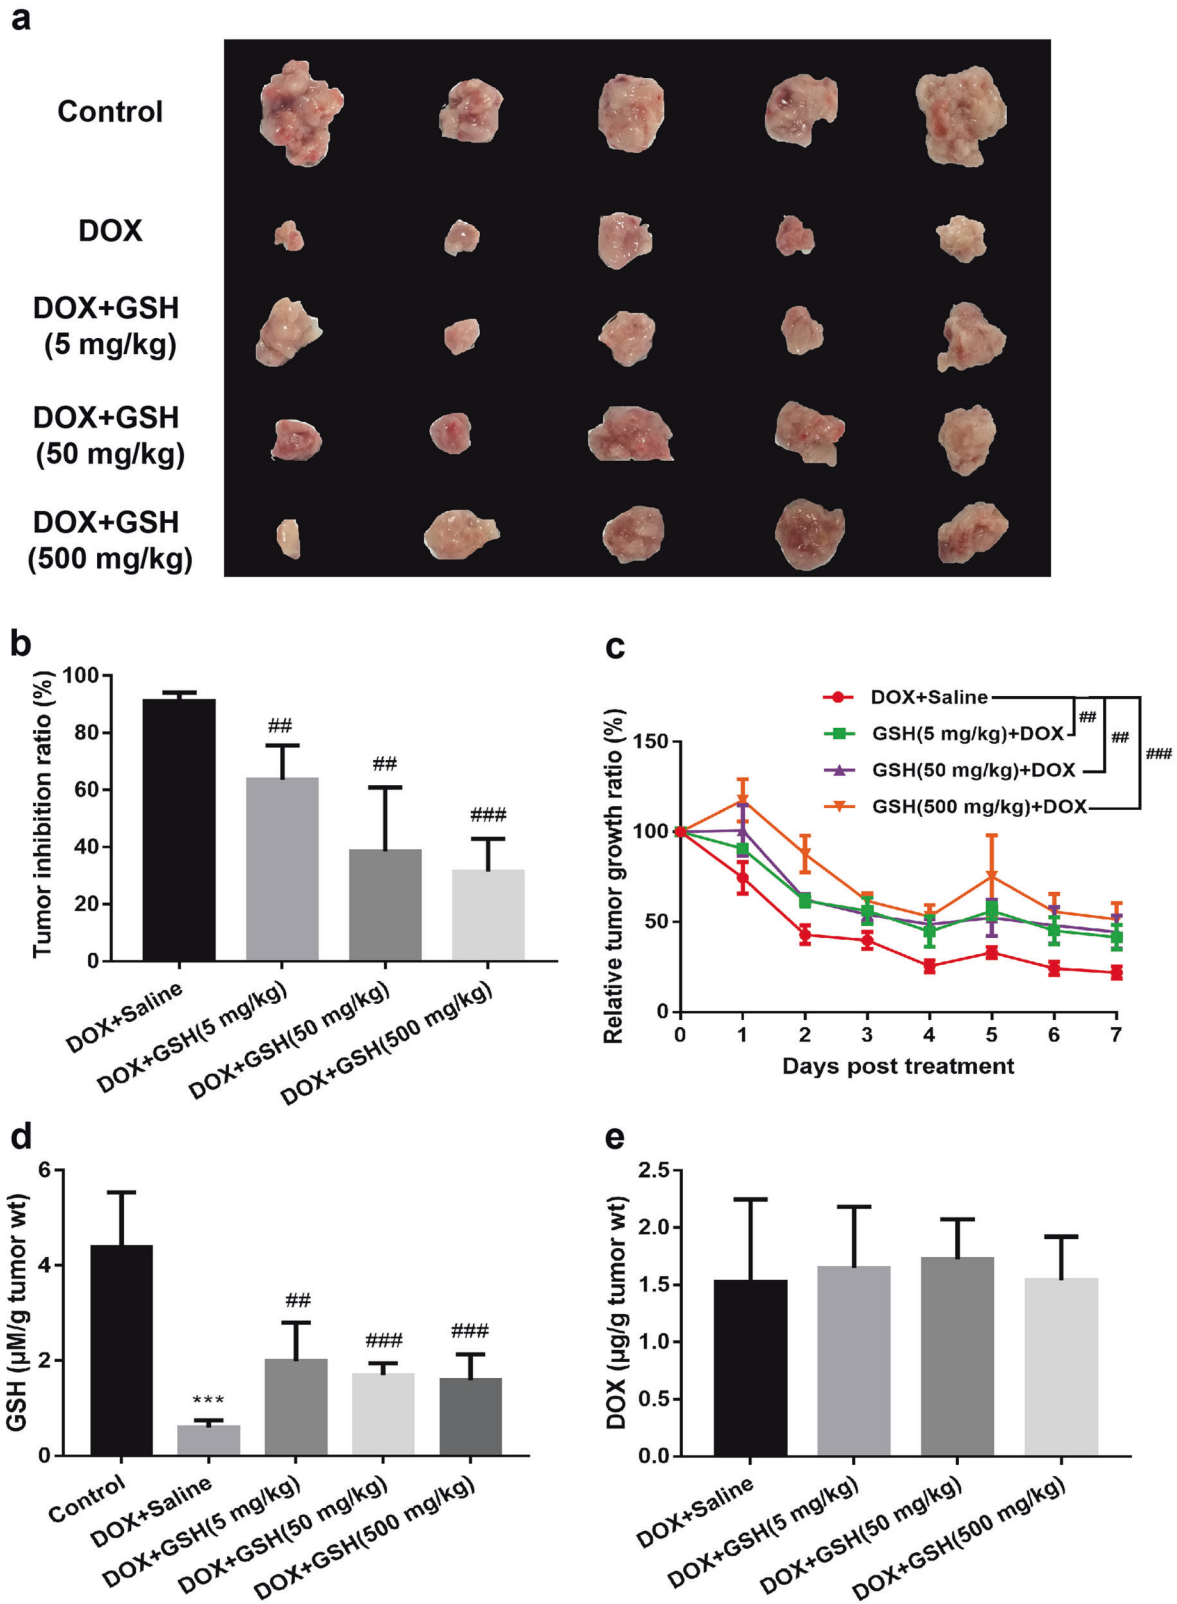 a
Control
DOX
DOX+GSH
(5 mg/kg)
DOX+GSH
(50 mg/kg)
DOX+GSH
(500 mg/kg)
b
Tumor inhibition ratio (%)
100
80
60
40
20
0
##
##
###
DOX+Saline
DOX+GSH(5 mg/kg)
DOX+GSH(50 mg/kg)
DOX+GSH(500 mg/kg)
c
Relative tumor growth ratio (%)
150
100
50
0
DOX+Saline
GSH(5 mg/kg)+DOX
GSH(50 mg/kg)+DOX
GSH(500 mg/kg)+DOX
##
##
###
0 1 2 3 4 5 6 7
Days post treatment
d
GSH (μM/g tumor wt)
6
4
2
0
***
##
###
###
Control
DOX+Saline
DOX+GSH(5 mg/kg)
DOX+GSH(50 mg/kg)
DOX+GSH(500 mg/kg)
e
DOX (μg/g tumor wt)
2.5
2.0
1.5
1.0
0.5
0.0
DOX+Saline
DOX+GSH(5 mg/kg)
DOX+GSH(50 mg/kg)
DOX+GSH(500 mg/kg)